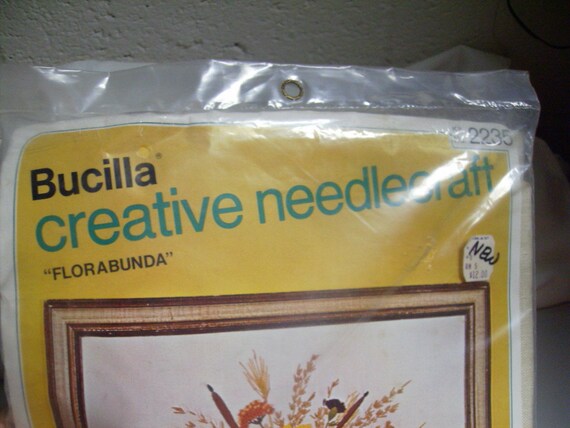 2235
Bucilla®
creative needlecraft
"FLORABUNDA"
New